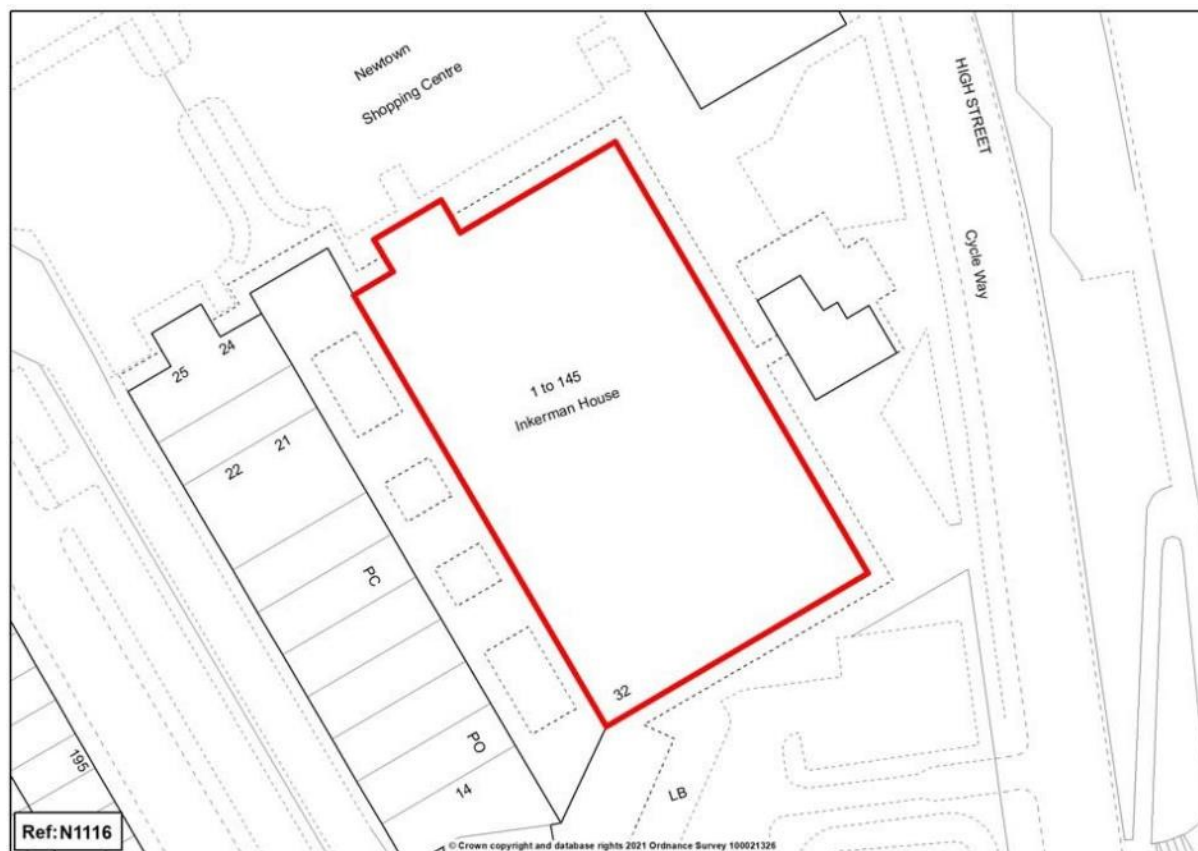 Newtown
Shopping Centre
HIGH STREET
Cycle Way
25
24
1 to 145
Inkerman House
22
21
PC
32
PO
195
14
LB
Ref:N1116
© Crown copyright and database rights 2021 Ordnance Survey 100021326